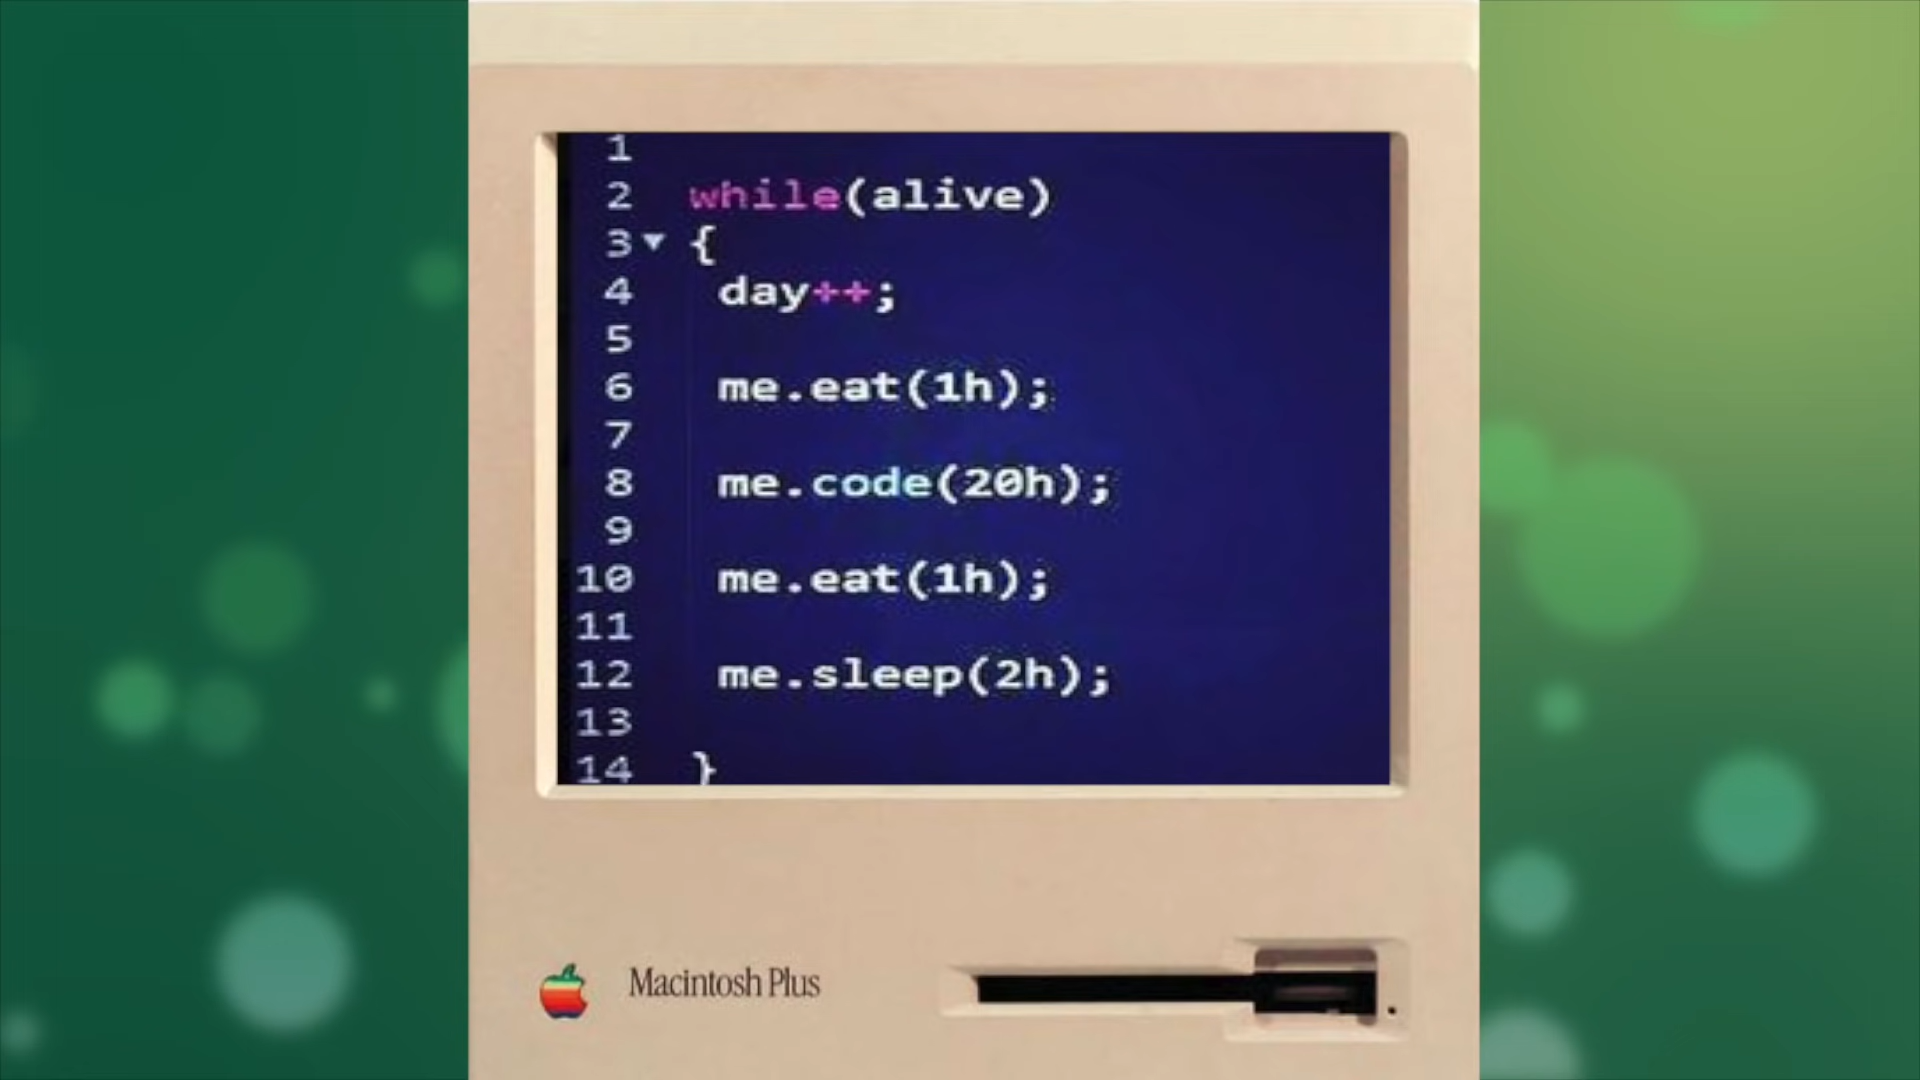 1
2 while(alive)
3 {
4 day++;
5
6 me.eat(1h);
7
8 me.code(20h);
9
10 me.eat(1h);
11
12 me.sleep(2h);
13
14 }
Macintosh Plus